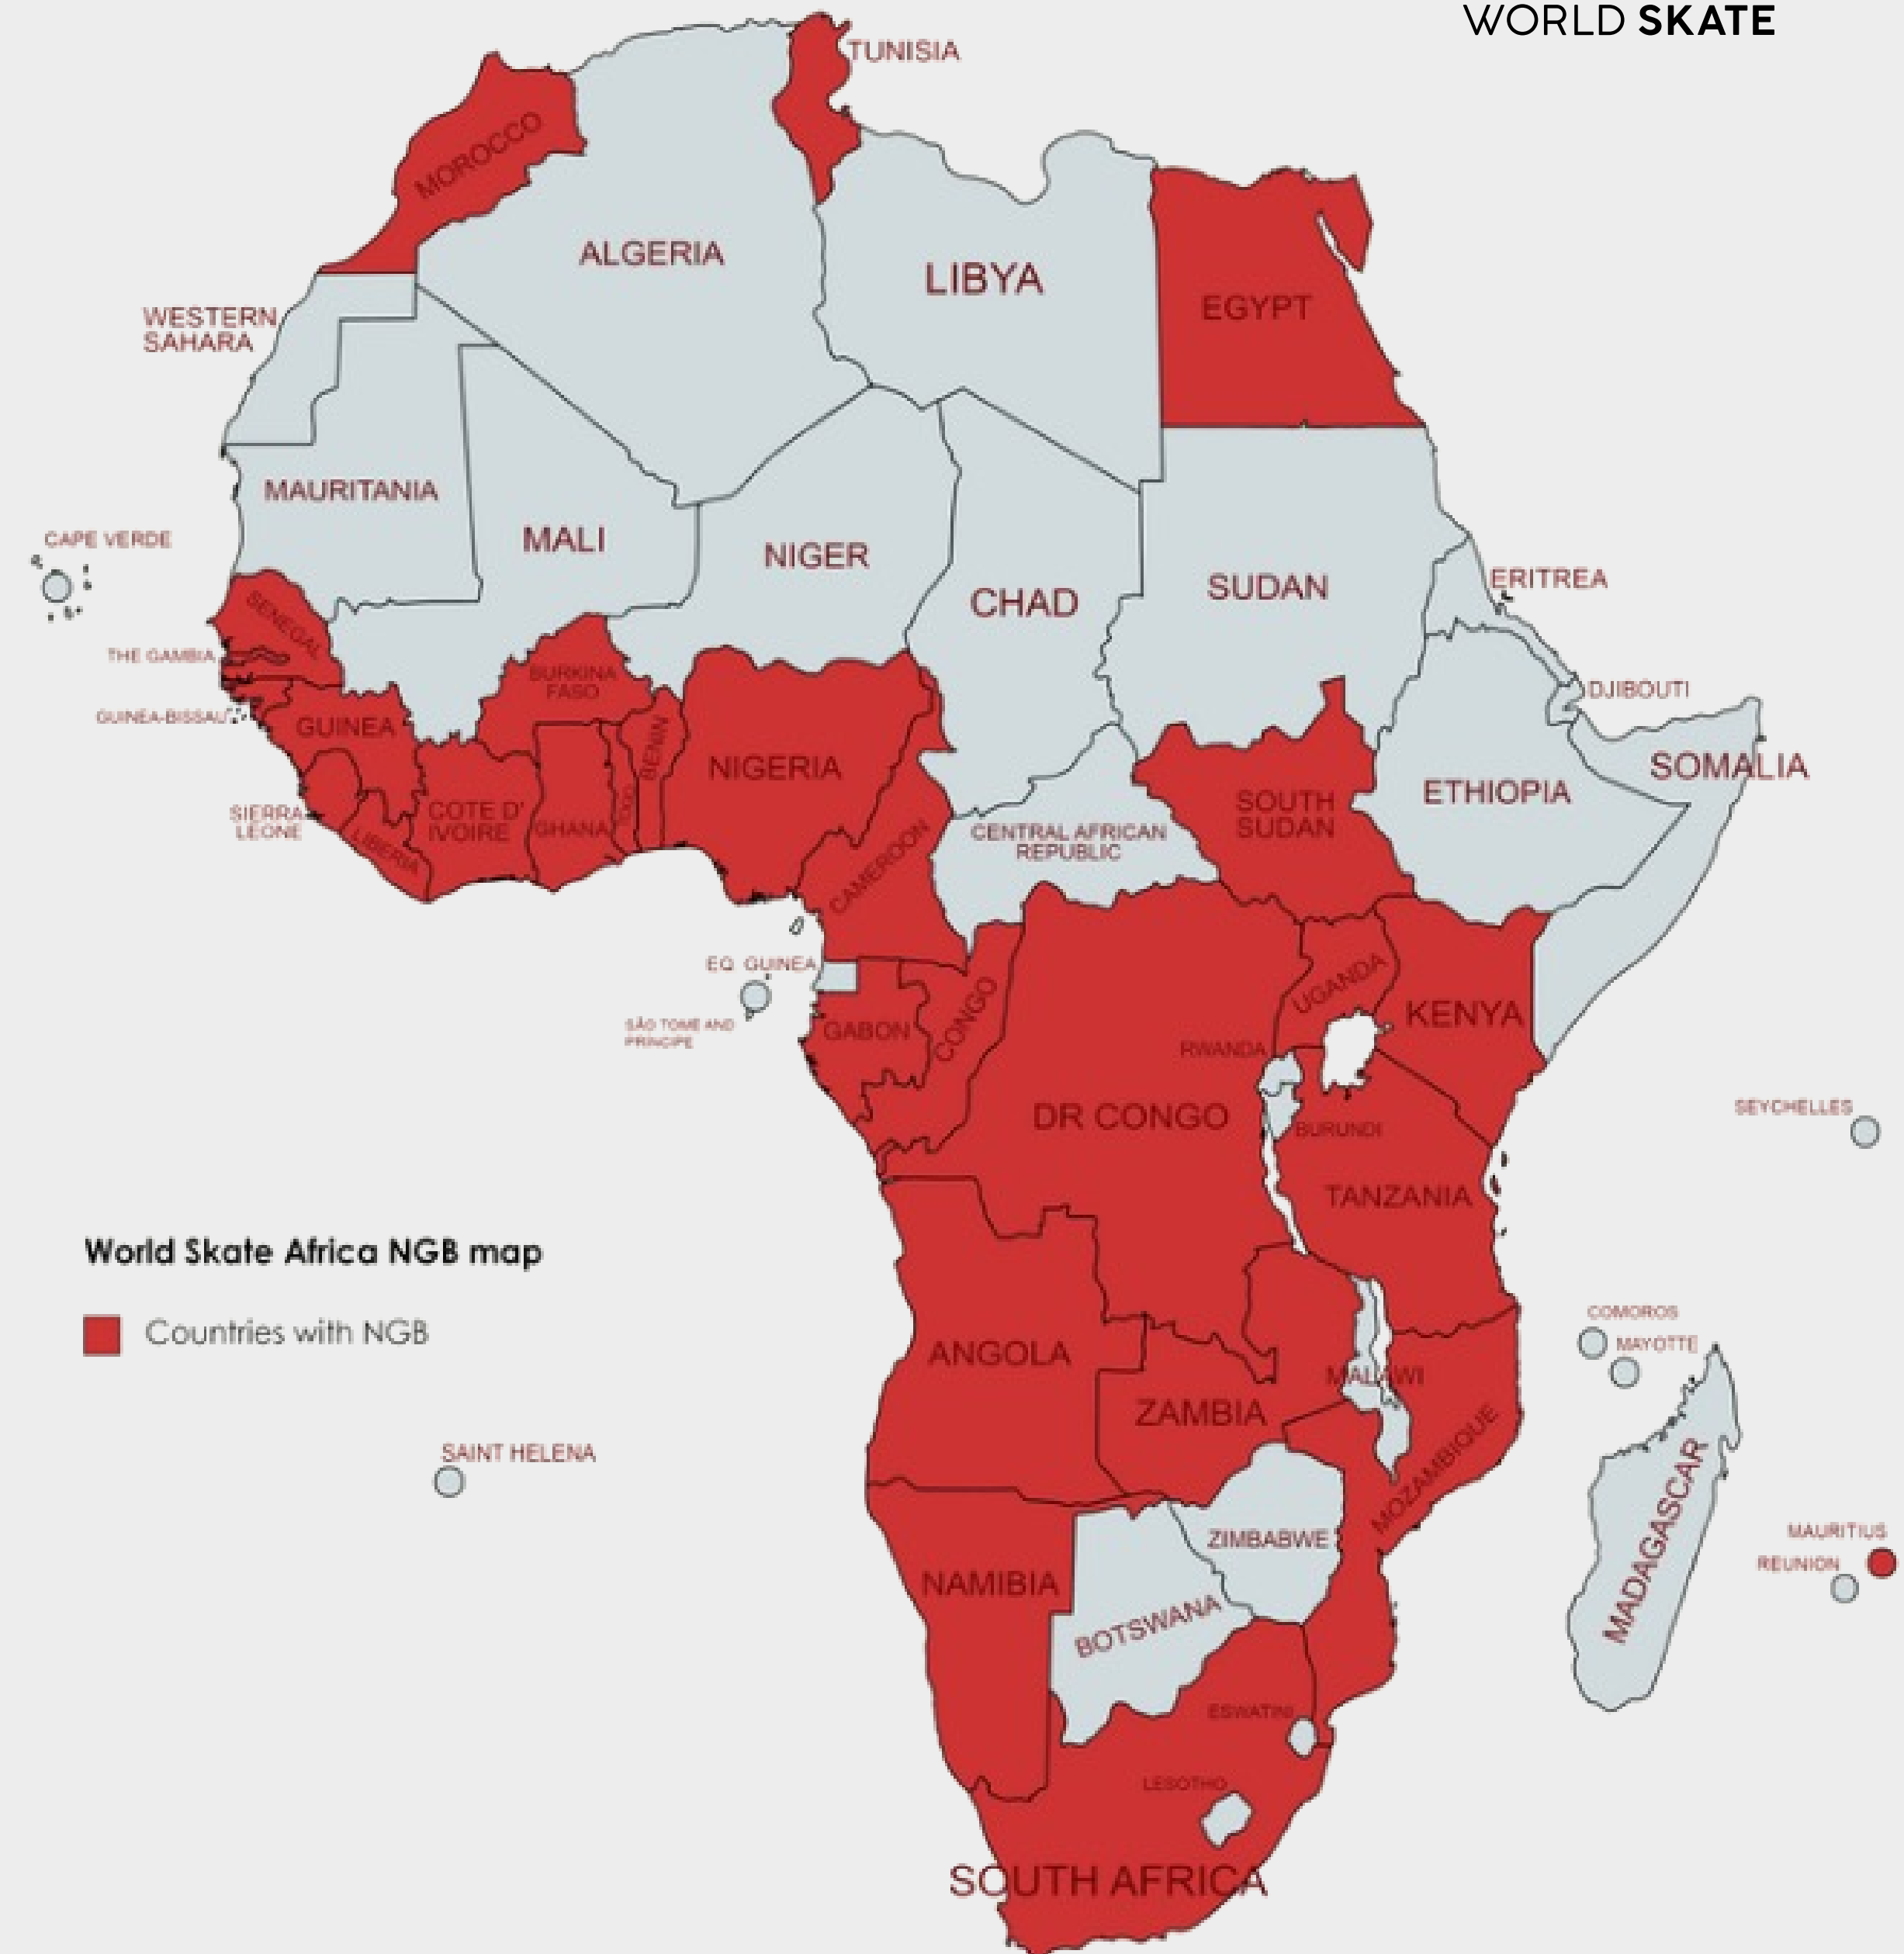 WORLD SKATE
TUNISIA
MOROCCO
ALGERIA
LIBYA
EGYPT
WESTERN
SAHARA
MAURITANIA
MALI
NIGER
CHAD
SUDAN
ERITREA
CAPE VERDE
SENEGAL
THE GAMBIA
BURKINA
FASO
DJIBOUTI
GUINEA-BISSAU
GUINEA
BENIN
NIGERIA
SOMALIA
ETHIOPIA
SOUTH
SUDAN
SIERRA
LEONE
COTE D'
IVOIRE
LIBERIA
GHANA
TOGO
CAMEROON
CENTRAL AFRICAN
REPUBLIC
EQ GUINEA
SÃO TOMÉ AND
PRÍNCIPE
GABON
CONGO
UGANDA
KENYA
RWANDA
DR CONGO
BURUNDI
SEYCHELLES
TANZANIA
World Skate Africa NGB map
Countries with NGB
COMOROS
MAYOTTE
ANGOLA
MALAWI
ZAMBIA
MOZAMBIQUE
SAINT HELENA
MADAGASCAR
ZIMBABWE
MAURITIUS
REUNION
NAMIBIA
BOTSWANA
ESWATINI
LESOTHO
SOUTH AFRICA